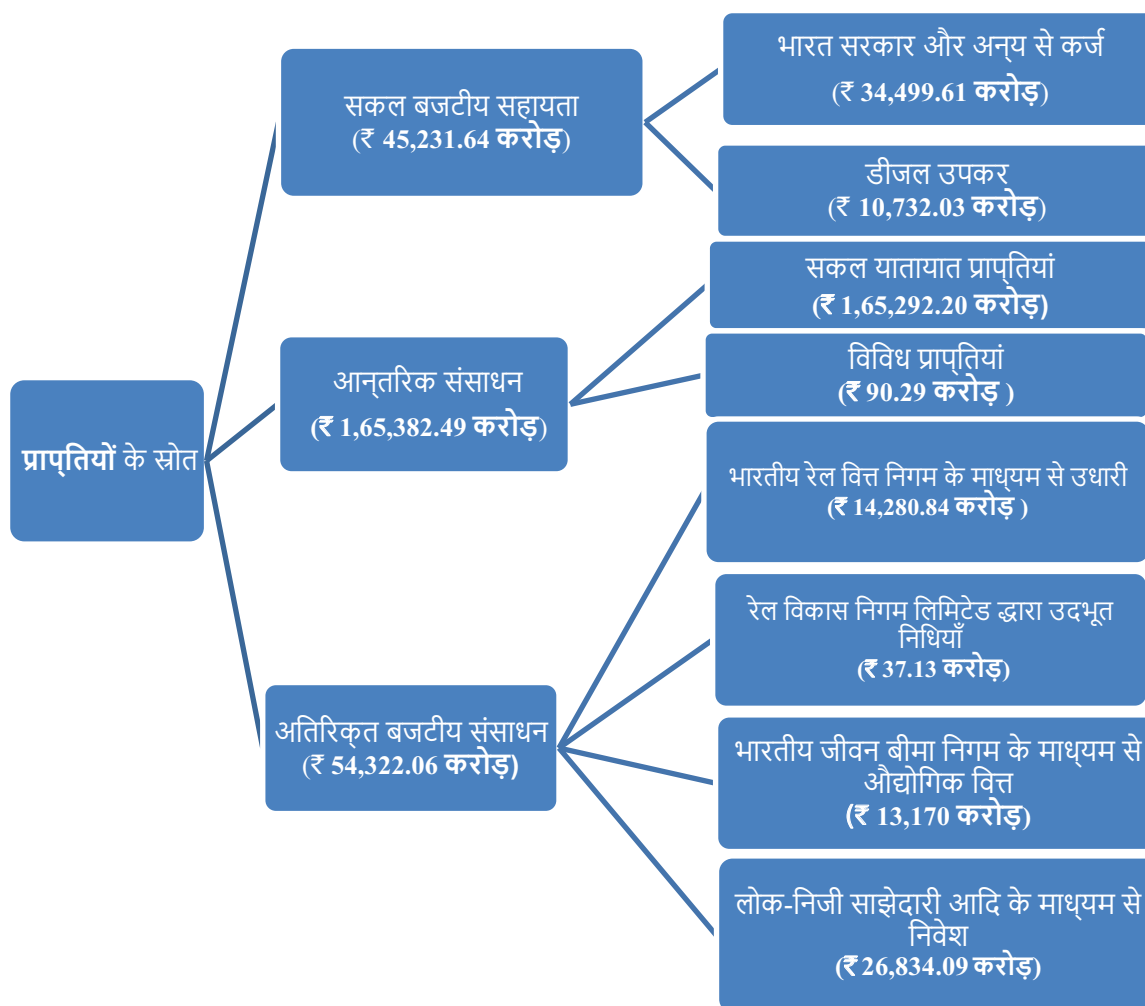 प्राप्तियों के स्रोत
सकल बजटीय सहायता
(₹ 45,231.64 करोड़)
भारत सरकार और अन्य से कर्ज
(₹ 34,499.61 करोड़)
डीजल उपकर
(₹ 10,732.03 करोड़)
आन्तरिक संसाधन
(₹ 1,65,382.49 करोड़)
सकल यातायात प्राप्तियां
(₹ 1,65,292.20 करोड़)
विविध प्राप्तियां
(₹ 90.29 करोड़ )
अतिरिक्त बजटीय संसाधन
(₹ 54,322.06 करोड़)
भारतीय रेल वित्त निगम के माध्यम से उधारी
(₹ 14,280.84 करोड़ )
रेल विकास निगम लिमिटेड द्धारा उदभूत
निधियाँ
(₹ 37.13 करोड़)
भारतीय जीवन बीमा निगम के माध्यम से
औद्योगिक वित्त
(₹ 13,170 करोड़)
लोक-निजी साझेदारी आदि के माध्यम से
निवेश
(₹ 26,834.09 करोड़)